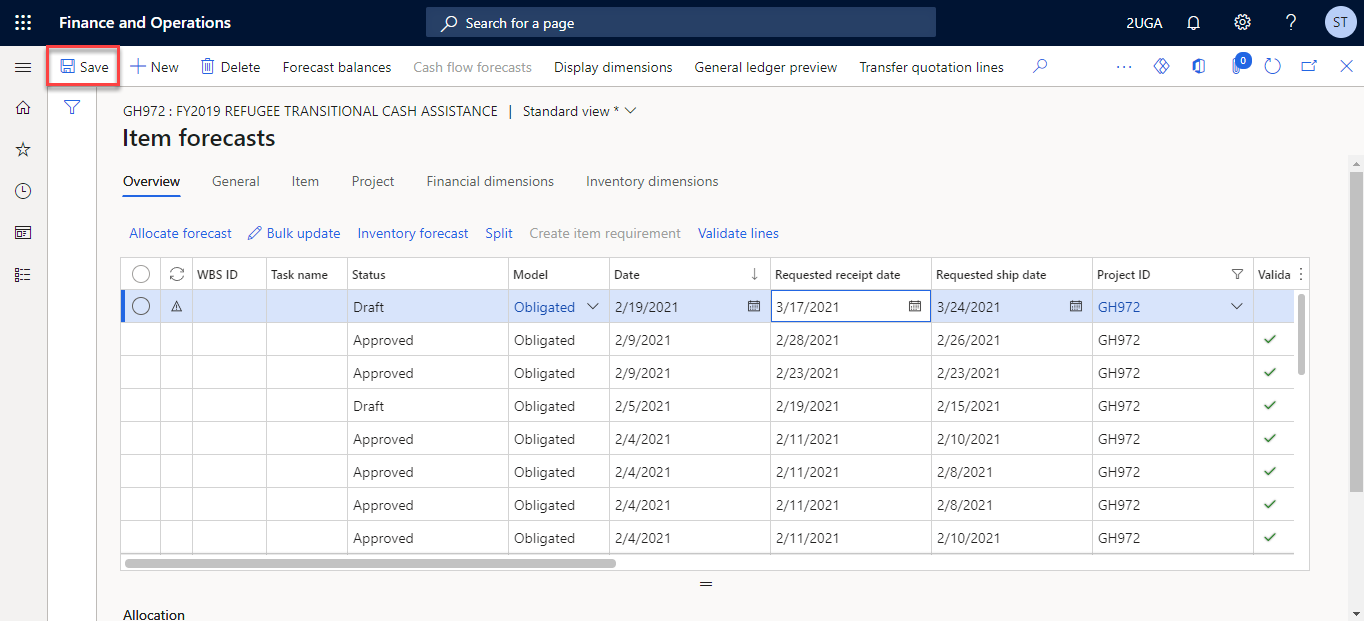 Finance and Operations Search for a page 2UGA ST
Save New Delete Forecast balances Cash flow forecasts Display dimensions General ledger preview Transfer quotation lines 0
GH972 : FY2019 REFUGEE TRANSITIONAL CASH ASSISTANCE | Standard view *
Item forecasts
Overview General Item Project Financial dimensions Inventory dimensions
Allocate forecast Bulk update Inventory forecast Split Create item requirement Validate lines
WBS ID Task name Status Model Date Requested receipt date Requested ship date Project ID Valida
Draft Obligated 2/19/2021 3/17/2021 3/24/2021 GH972
Approved Obligated 2/9/2021 2/28/2021 2/26/2021 GH972
Approved Obligated 2/9/2021 2/23/2021 2/23/2021 GH972
Draft Obligated 2/5/2021 2/19/2021 2/15/2021 GH972
Approved Obligated 2/4/2021 2/11/2021 2/10/2021 GH972
Approved Obligated 2/4/2021 2/11/2021 2/8/2021 GH972
Approved Obligated 2/4/2021 2/11/2021 2/8/2021 GH972
Approved Obligated 2/4/2021 2/11/2021 2/10/2021 GH972
Allocation